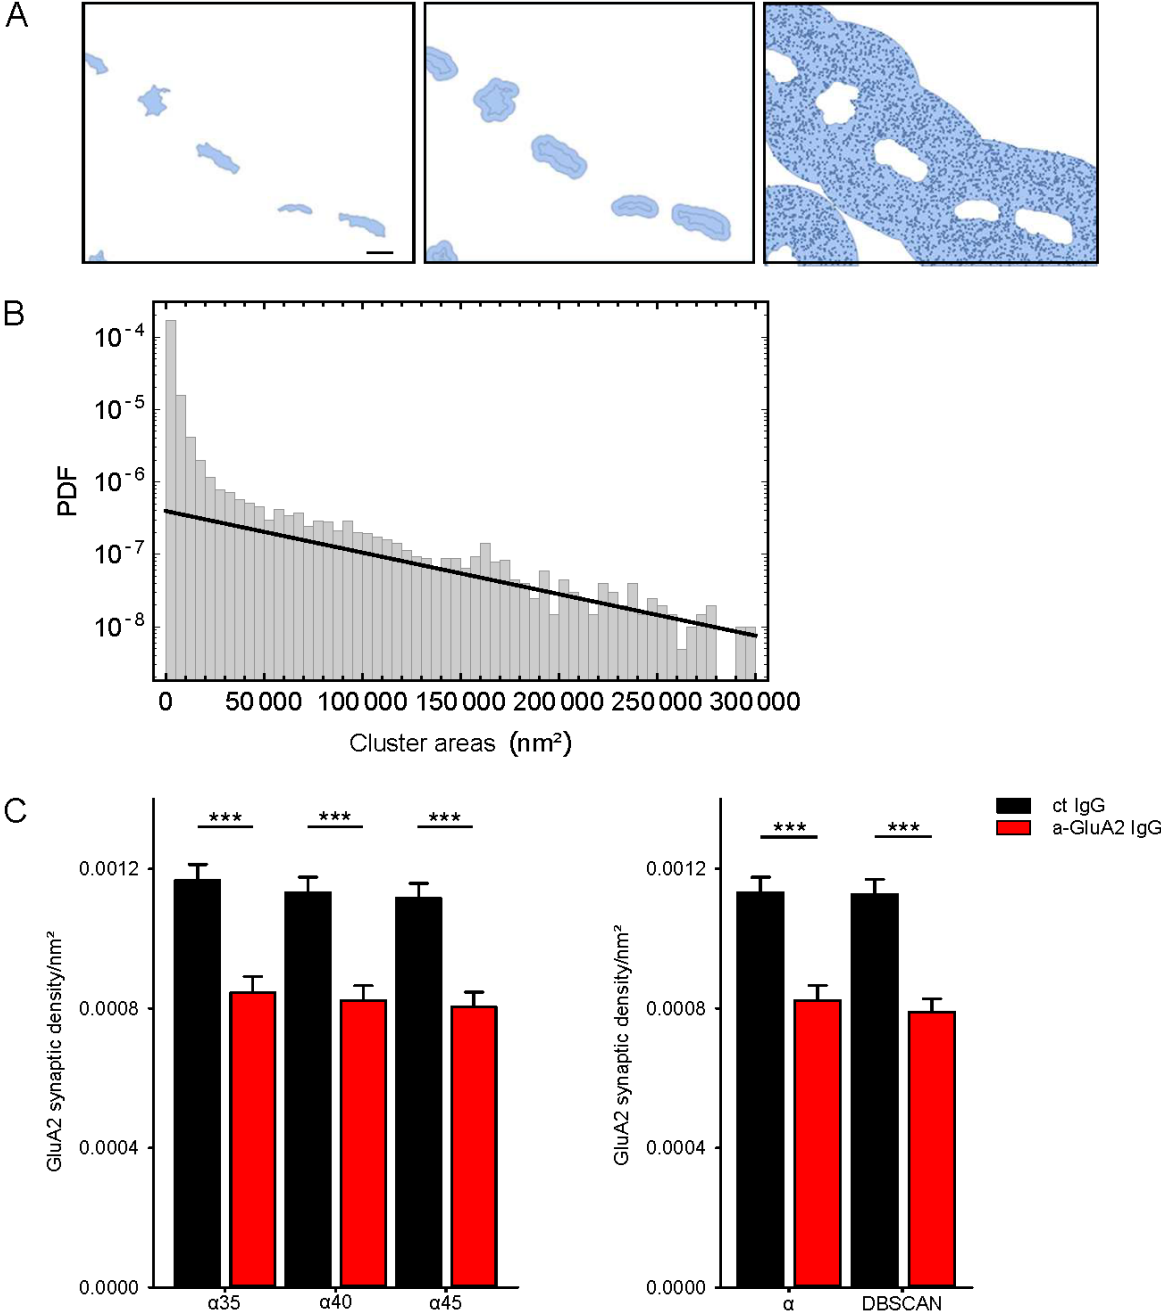 A
B
10⁻⁴
10⁻⁵
10⁻⁶
10⁻⁷
10⁻⁸
PDF
0 50 000 100 000 150 000 200 000 250 000 300 000
Cluster areas (nm²)
C
*** *** ***
0.0012
0.0008
0.0004
0.0000
GluA2 synaptic density/nm²
α35 α40 α45
*** ***
0.0012
0.0008
0.0004
0.0000
GluA2 synaptic density/nm²
α DBSCAN
ct IgG
a-GluA2 IgG